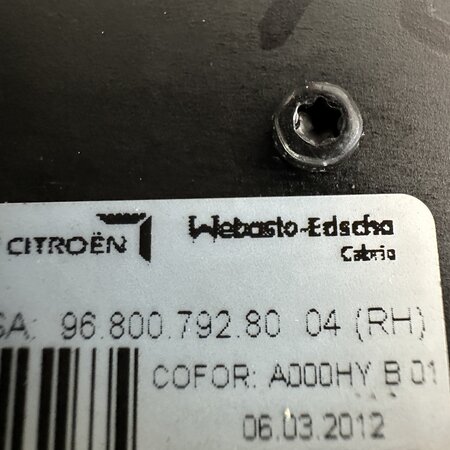 CITROËN
Webasto-Edscha
Cabrio
SA: 96.800.792.80 04 (RH)
COFOR: A000HY B 01
06.03.2012